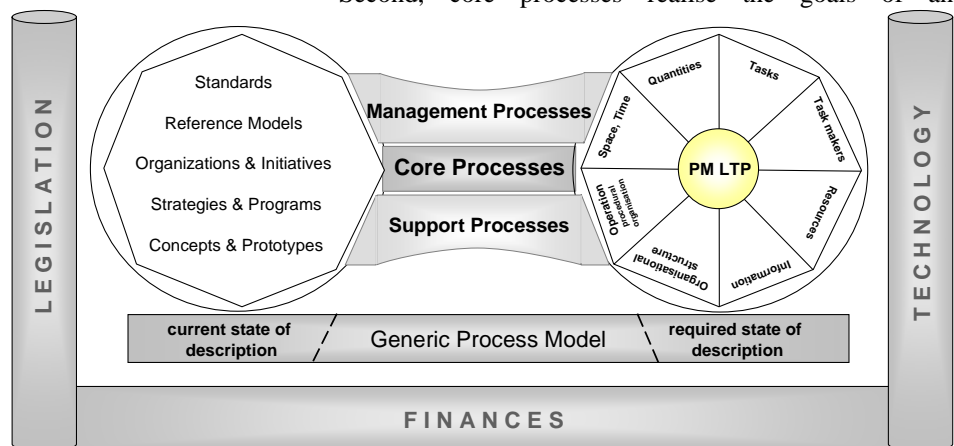 Second, core processes realise the goals of an
LEGISLATION
Standards
Reference Models
Organizations & Initiatives
Strategies & Programs
Concepts & Prototypes
Management Processes
Core Processes
Support Processes
Quantities
Tasks
Task makers
Resources
Information
Organisational
structure
Operation
procedural
organisation
Space, Time
PM LTP
TECHNOLOGY
current state of
description
Generic Process Model
required state of
description
FINANCES